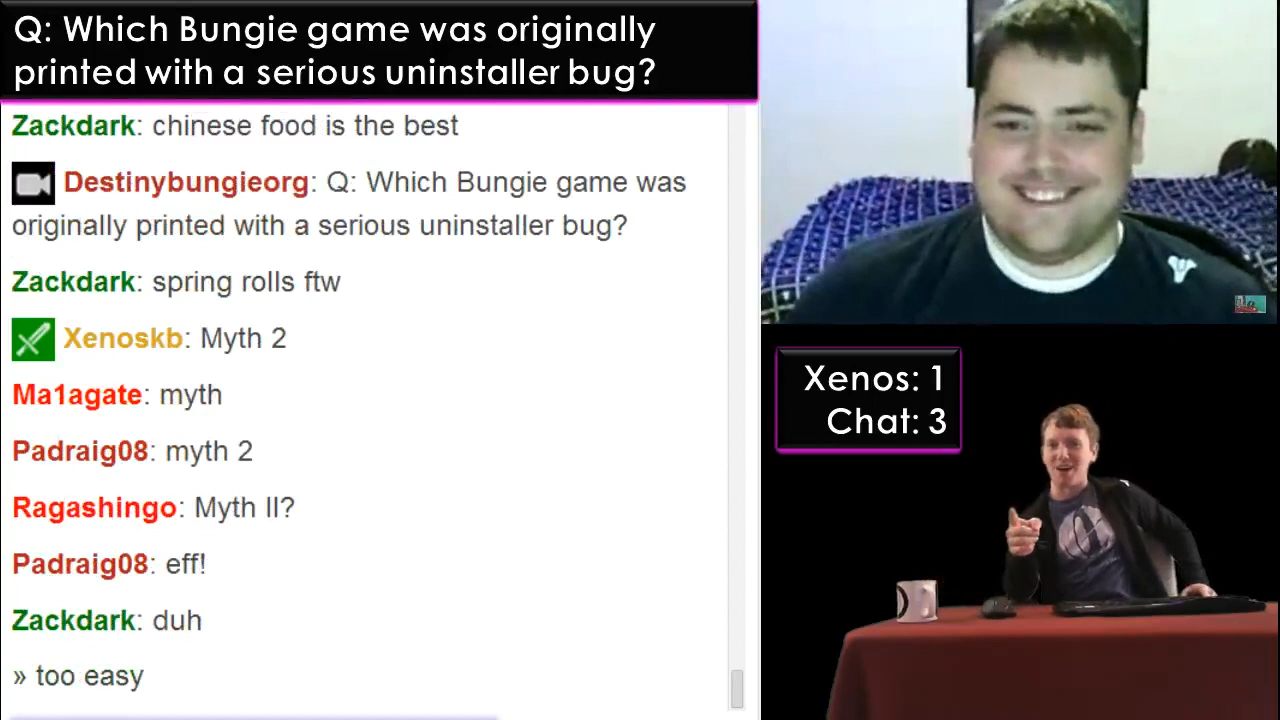 Q: Which Bungie game was originally
printed with a serious uninstaller bug?
Zackdark: chinese food is the best
Destinybungieorg: Q: Which Bungie game was
originally printed with a serious uninstaller bug?
Zackdark: spring rolls ftw
Xenoskb: Myth 2
Ma1agate: myth
Padraig08: myth 2
Ragashingo: Myth II?
Padraig08: eff!
Zackdark: duh
» too easy
Xenos: 1
Chat: 3